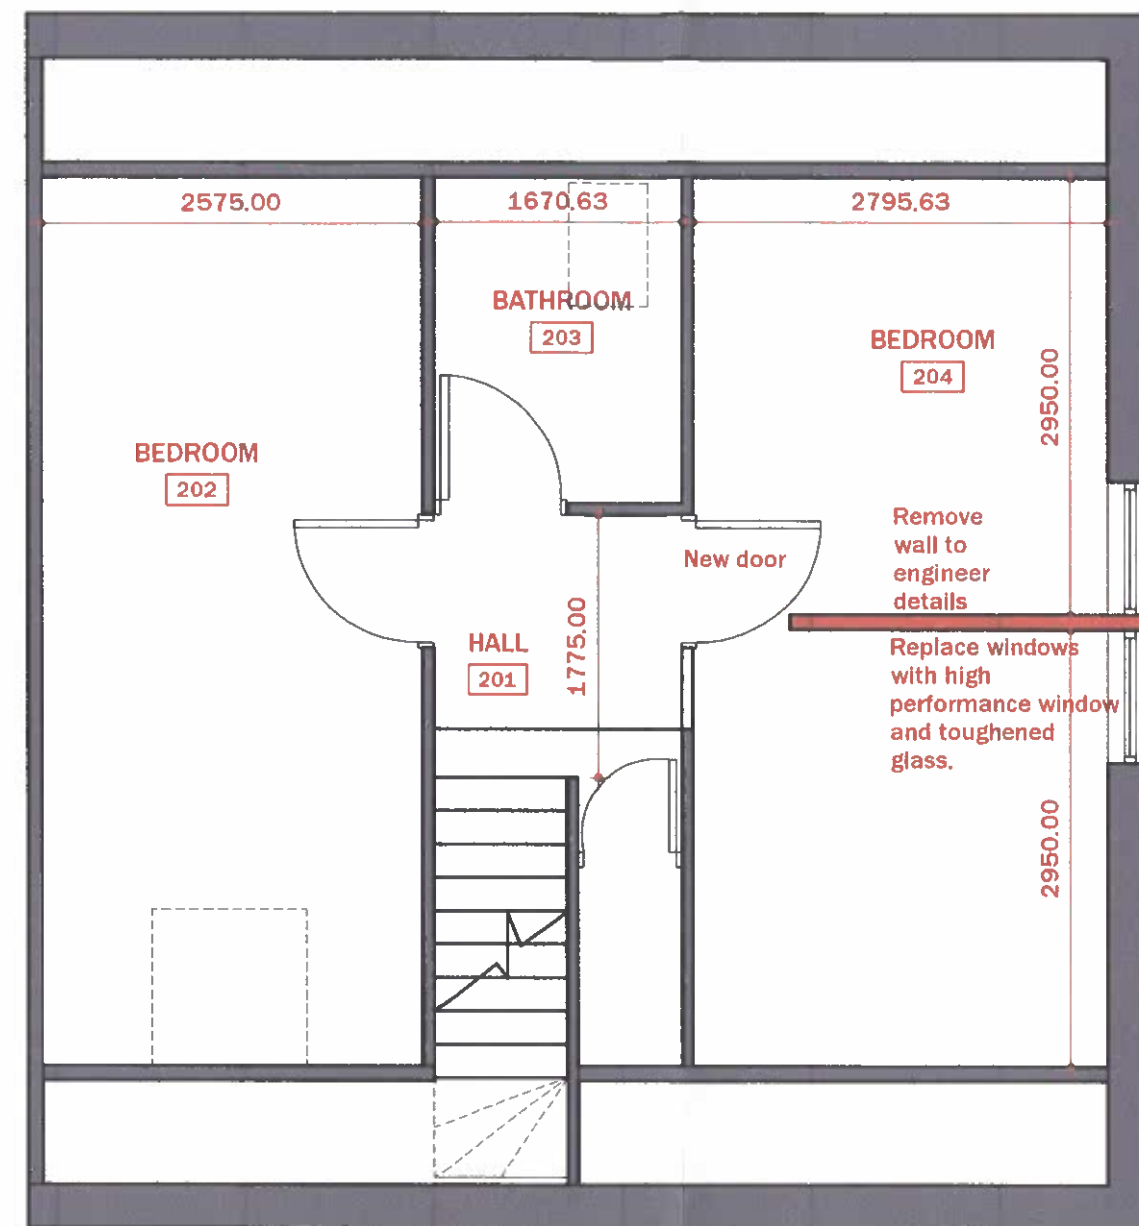 2575.00
1670.63
2795.63
BATHROOM
203
BEDROOM
204
2950.00
BEDROOM
202
Remove
wall to
engineer
details
New door
HALL
201
1775.00
Replace windows
with high
performance window
and toughened
glass.
2950.00